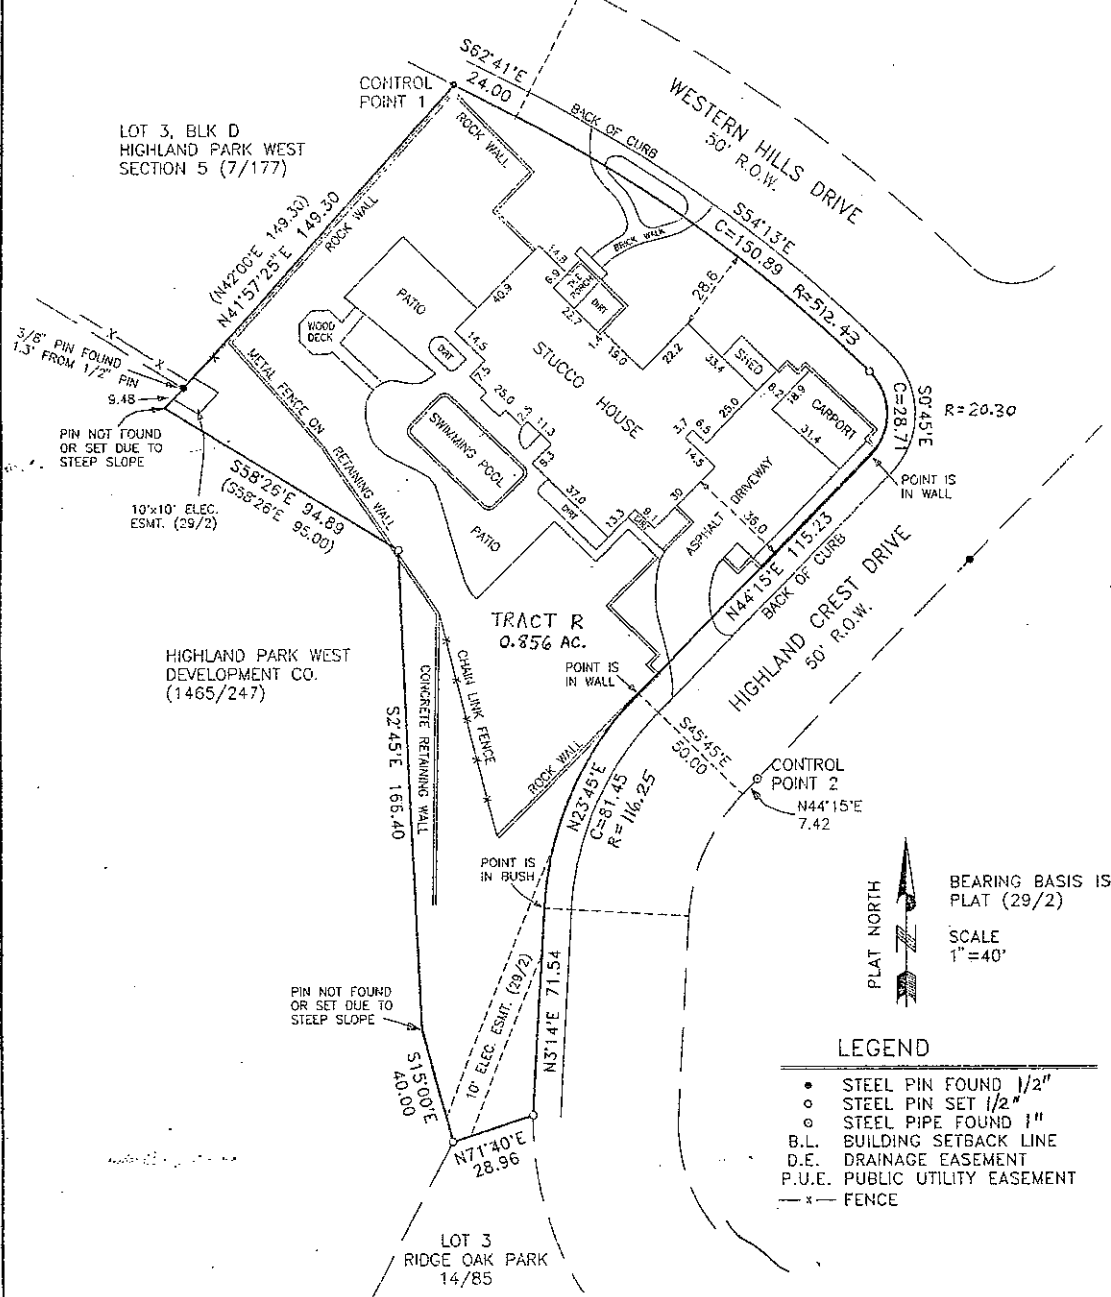 S62°41'E
24.00
CONTROL
POINT 1
WESTERN HILLS DRIVE
50' R.O.W.
BACK OF CURB
ROCK WALL
LOT 3, BLK D
HIGHLAND PARK WEST
SECTION 5 (7/177)
(N42°00'E 149.30)
N41°57'25"E 149.30
ROCK WALL
S54°13'E
C=150.89
R=512.43
BRICK WALK
14.8
6.9
TILE
PORCH
DIRT
22.7
1.4
18.0
28.6
22.2
33.4
40.9
PATIO
WOOD
DECK
DIRT
14.5
7.5
25.0
2.3
11.3
STUCCO
HOUSE
SHED
8.2
18.9
CARPORT
31.4
25.0
6.5
3.7
14.5
S0°45'E
C=28.71
R=20.30
POINT IS
IN WALL
3/8" PIN FOUND
1.3' FROM 1/2" PIN
9.48
PIN NOT FOUND
OR SET DUE TO
STEEP SLOPE
METAL FENCE ON RETAINING WALL
SWIMMING POOL
S58°26'E 94.89
(S58°26'E 95.00)
10'x10' ELEC.
ESMT. (29/2)
37.0
DIRT
13.3
30
PATIO
ASPHALT DRIVEWAY
38.0
N44°15'E 115.23
BACK OF CURB
HIGHLAND CREST DRIVE
50' R.O.W.
TRACT R
0.856 AC.
POINT IS
IN WALL
HIGHLAND PARK WEST
DEVELOPMENT CO.
(1465/247)
S2°45'E 166.40
CONCRETE RETAINING WALL
CHAIN LINK FENCE
ROCK WALL
S45°45'E
50.00
CONTROL
POINT 2
N44°15'E
7.42
N23°45'E
C=81.45
R=116.25
POINT IS
IN BUSH
PLAT NORTH
BEARING BASIS IS
PLAT (29/2)
SCALE
1"=40'
PIN NOT FOUND
OR SET DUE TO
STEEP SLOPE
10' ELEC. ESMT. (29/2)
N3°14'E 71.54
S15°00'E
40.00
N71°40'E
28.96
LOT 3
RIDGE OAK PARK
14/85
LEGEND
STEEL PIN FOUND 1/2"
STEEL PIN SET 1/2"
STEEL PIPE FOUND 1"
B.L. BUILDING SETBACK LINE
D.E. DRAINAGE EASEMENT
P.U.E. PUBLIC UTILITY EASEMENT
—x— FENCE